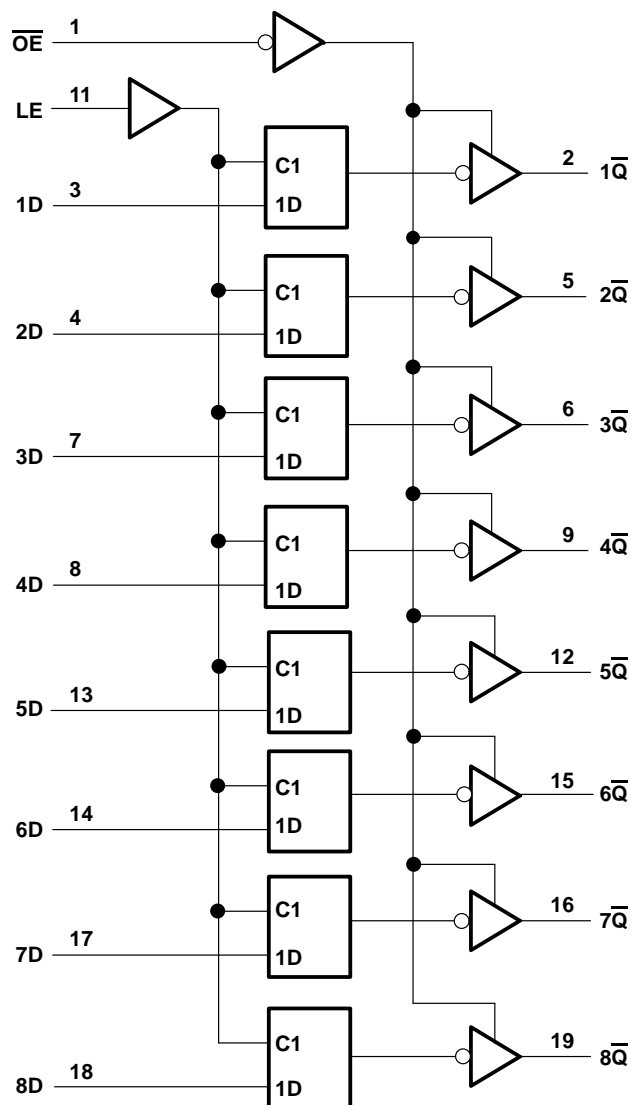 O̅E̅ 1
LE 11
C1
1D 3 1D 2 1Q̅
C1
2D 4 1D 5 2Q̅
C1
3D 7 1D 6 3Q̅
C1
4D 8 1D 9 4Q̅
C1
5D 13 1D 12 5Q̅
C1
6D 14 1D 15 6Q̅
C1
7D 17 1D 16 7Q̅
C1
8D 18 1D 19 8Q̅